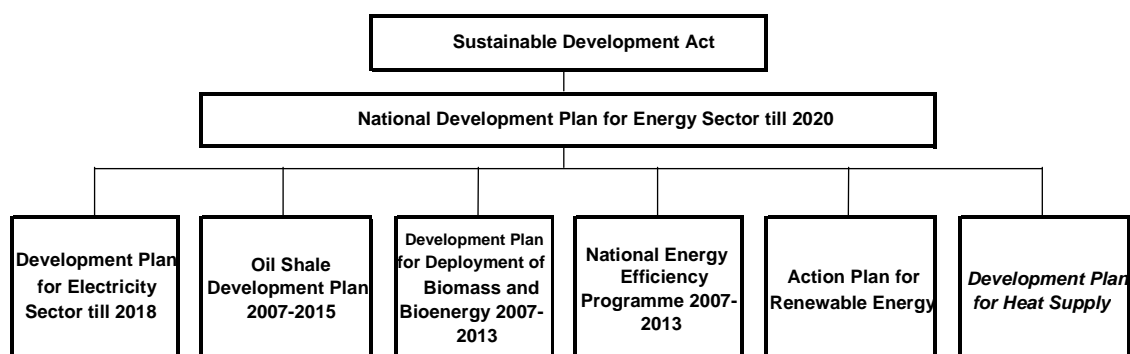 Sustainable Development Act
National Development Plan for Energy Sector till 2020
Development Plan
for Electricity
Sector till 2018
Oil Shale
Development Plan
2007-2015
Development Plan
for Deployment of
Biomass and
Bioenergy 2007-
2013
National Energy
Efficiency
Programme 2007-
2013
Action Plan for
Renewable Energy
Development Plan
for Heat Supply